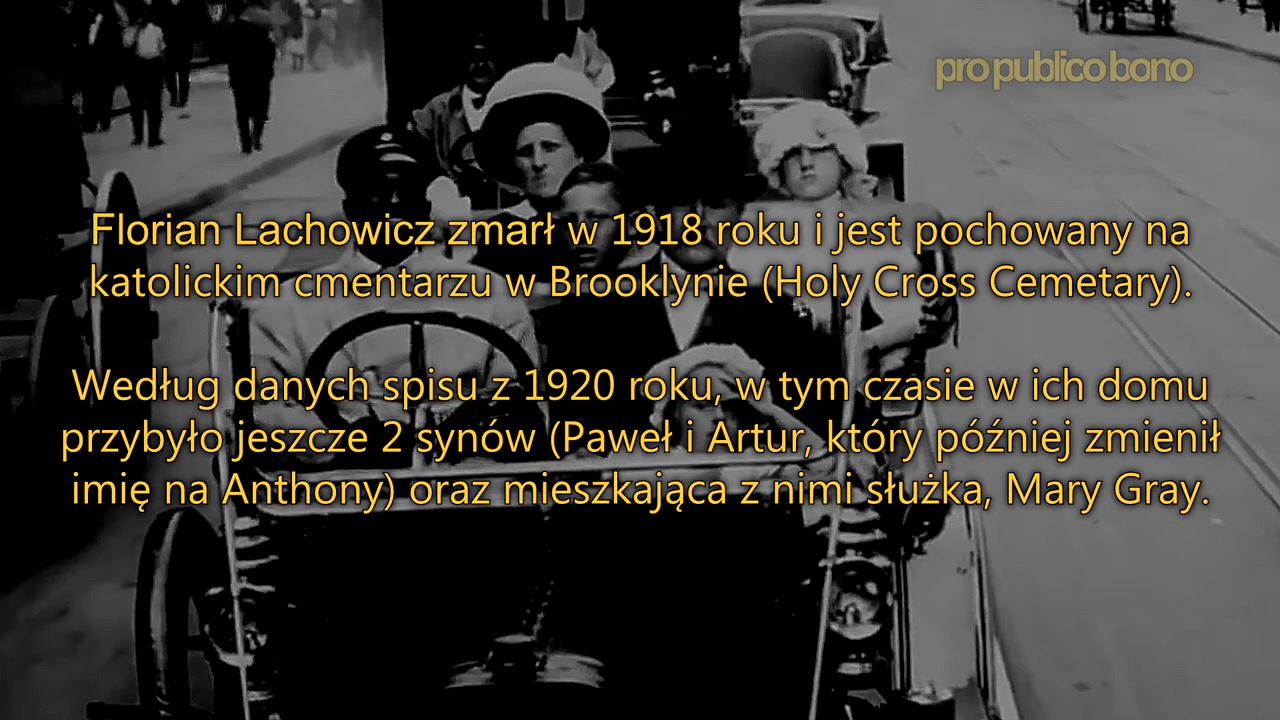 pro publico bono
Florian Lachowicz zmarł w 1918 roku i jest pochowany na
katolickim cmentarzu w Brooklynie (Holy Cross Cemetary).
Według danych spisu z 1920 roku, w tym czasie w ich domu
przybyło jeszcze 2 synów (Paweł i Artur, który później zmienił
imię na Anthony) oraz mieszkająca z nimi służka, Mary Gray.